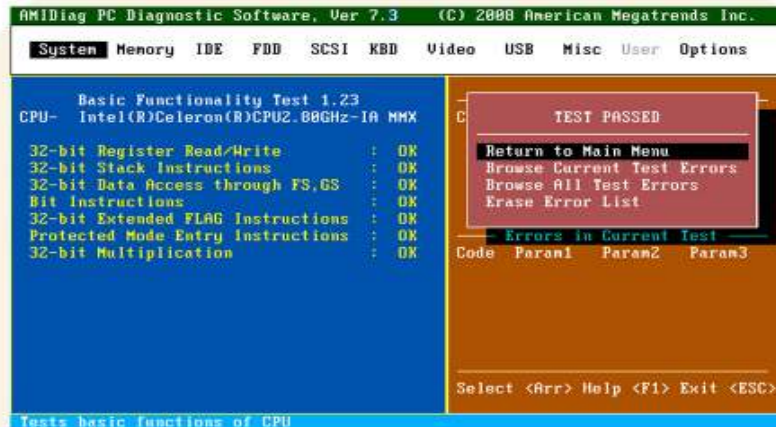 AMIDiag PC Diagnostic Software, Ver 7.3 (C) 2008 American Megatrends Inc.
System Memory IDE FDD SCSI KBD Video USB Misc User Options
Basic Functionality Test 1.23
CPU- Intel(R)Celeron(R)CPU2.80GHz-IA MMX
32-bit Register Read/Write : OK
32-bit Stack Instructions : OK
32-bit Data Access through FS,GS : OK
Bit Instructions : OK
32-bit Extended FLAG Instructions : OK
Protected Mode Entry Instructions : OK
32-bit Multiplication : OK
C
TEST PASSED
Return to Main Menu
Browse Current Test Errors
Browse All Test Errors
Erase Error List
Errors in Current Test
Code Param1 Param2 Param3
Select <Arr> Help <F1> Exit <ESC>
Tests basic functions of CPU